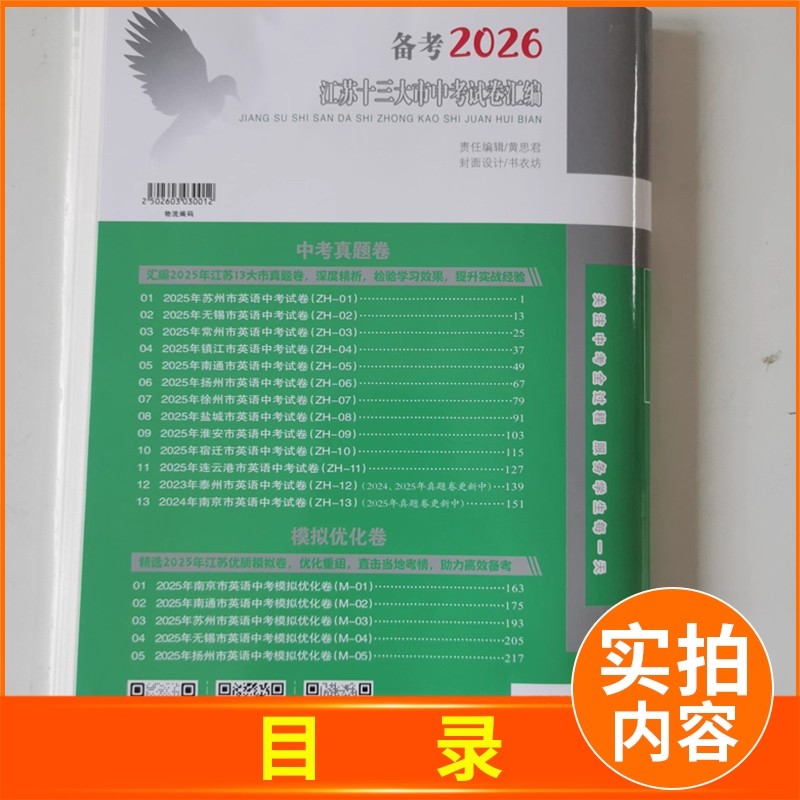 备考2026
江苏十三大市中考试卷汇编
JIANG SU SHI SAN DA SHI ZHONG KAO SHI JUAN HUI BIAN
责任编辑/黄思君
封面设计/书衣坊
2 502603 030012
物流编码
中考真题卷
汇编2025年江苏13大市真题卷，深度精析，检验学习效果，提升实战经验
01 2025年苏州市英语中考试卷(ZH-01)……1
02 2025年无锡市英语中考试卷(ZH-02)……13
03 2025年常州市英语中考试卷(ZH-03)……25
04 2025年镇江市英语中考试卷(ZH-04)……37
05 2025年南通市英语中考试卷(ZH-05)……49
06 2025年扬州市英语中考试卷(ZH-06)……67
07 2025年徐州市英语中考试卷(ZH-07)……79
08 2025年盐城市英语中考试卷(ZH-08)……91
09 2025年淮安市英语中考试卷(ZH-09)……103
10 2025年宿迁市英语中考试卷(ZH-10)……115
11 2025年连云港市英语中考试卷(ZH-11)……127
12 2023年泰州市英语中考试卷(ZH-12)(2024、2025年真题卷更新中)……139
13 2024年南京市英语中考试卷(ZH-13)(2025年真题卷更新中)……151
模拟优化卷
精选2025年江苏优质模拟卷，优化重组，直击当地考情，助力高效备考
01 2025年南京市英语中考模拟优化卷(M-01)……163
02 2025年南通市英语中考模拟优化卷(M-02)……175
03 2025年苏州市英语中考模拟优化卷(M-03)……193
04 2025年无锡市英语中考模拟优化卷(M-04)……205
05 2025年扬州市英语中考模拟优化卷(M-05)……217
关注中考全过程 服务学生每一天
实拍
内容
目 录